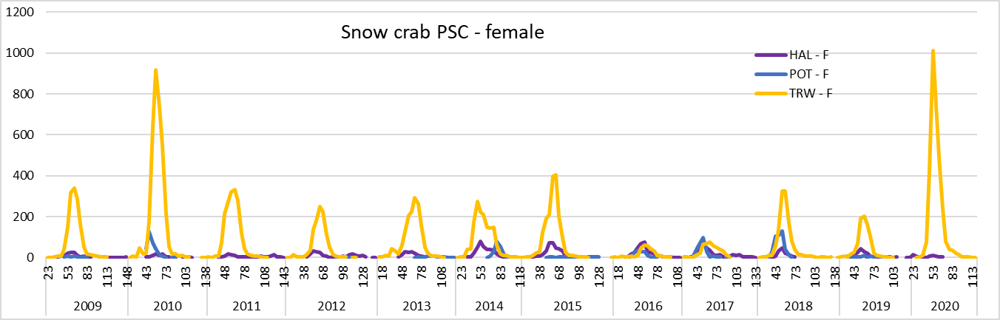 Snow crab PSC - female
1200
1000
800
600
400
200
0
HAL - F
POT - F
TRW - F
23 53 83 113 148 43 73 103 138 48 78 108 143 38 68 98 128 18 48 78 108 23 53 83 118 38 68 98 128 18 48 78 108 43 73 103 133 43 73 103 138 43 73 103 23 53 83 113
2009 2010 2011 2012 2013 2014 2015 2016 2017 2018 2019 2020